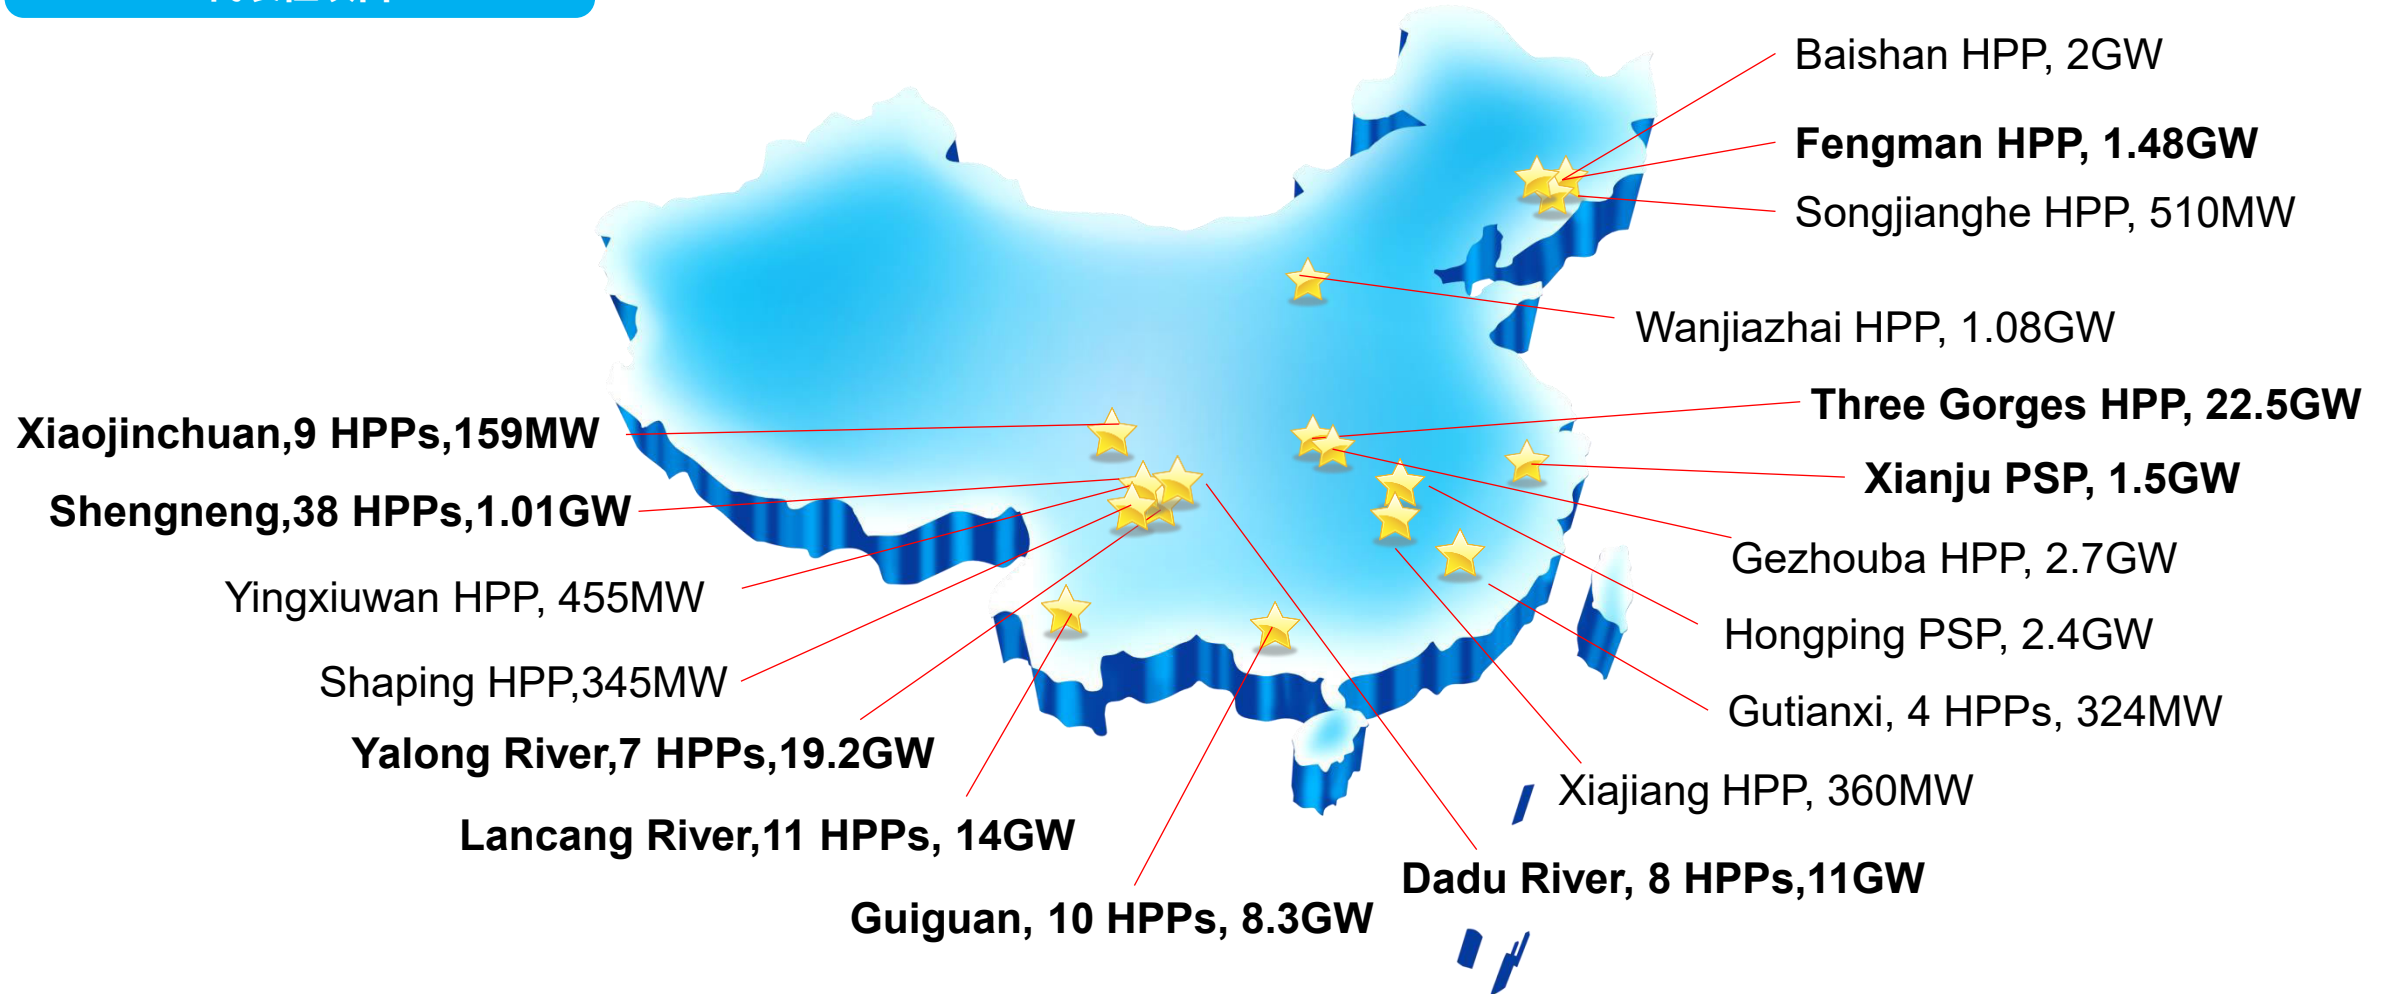 Baishan HPP, 2GW
Fengman HPP, 1.48GW
Songjianghe HPP, 510MW
Wanjiazhai HPP, 1.08GW
Three Gorges HPP, 22.5GW
Xiaojinchuan,9 HPPs,159MW
Xianju PSP, 1.5GW
Shengneng,38 HPPs,1.01GW
Gezhouba HPP, 2.7GW
Yingxiuwan HPP, 455MW
Hongping PSP, 2.4GW
Shaping HPP,345MW
Gutianxi, 4 HPPs, 324MW
Yalong River,7 HPPs,19.2GW
Xiajiang HPP, 360MW
Lancang River,11 HPPs, 14GW
Dadu River, 8 HPPs,11GW
Guiguan, 10 HPPs, 8.3GW